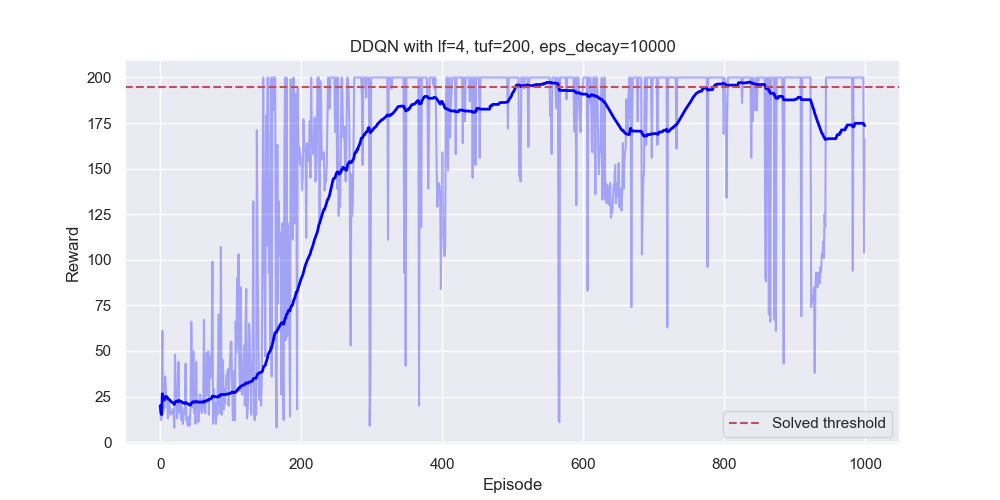 DDQN with lf=4, tuf=200, eps_decay=10000
Reward
200
175
150
125
100
75
50
25
0
Solved threshold
0 200 400 600 800 1000
Episode